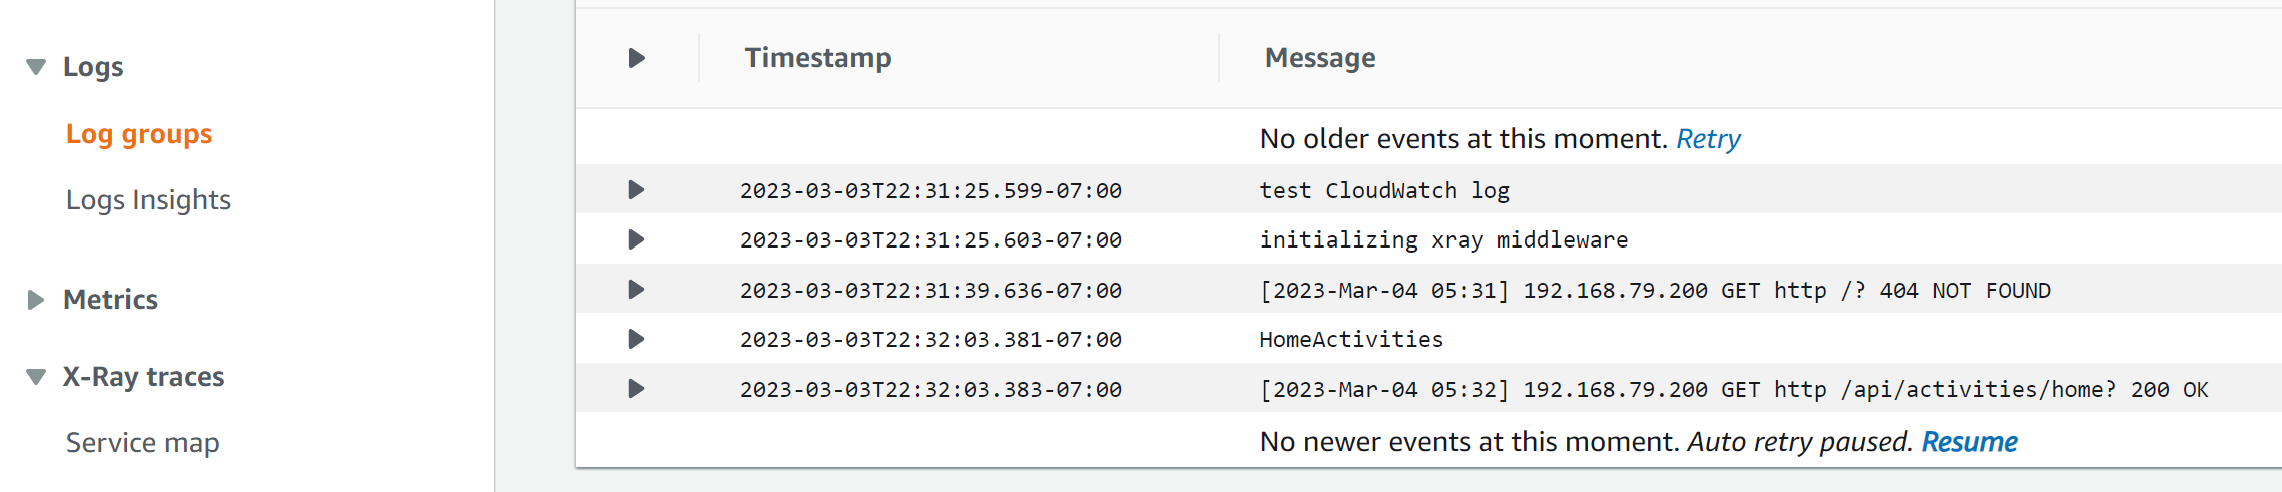 Logs
Log groups
Logs Insights
Metrics
X-Ray traces
Service map
Timestamp Message
No older events at this moment. Retry
2023-03-03T22:31:25.599-07:00 test CloudWatch log
2023-03-03T22:31:25.603-07:00 initializing xray middleware
2023-03-03T22:31:39.636-07:00 [2023-Mar-04 05:31] 192.168.79.200 GET http /? 404 NOT FOUND
2023-03-03T22:32:03.381-07:00 HomeActivities
2023-03-03T22:32:03.383-07:00 [2023-Mar-04 05:32] 192.168.79.200 GET http /api/activities/home? 200 OK
No newer events at this moment. Auto retry paused. Resume